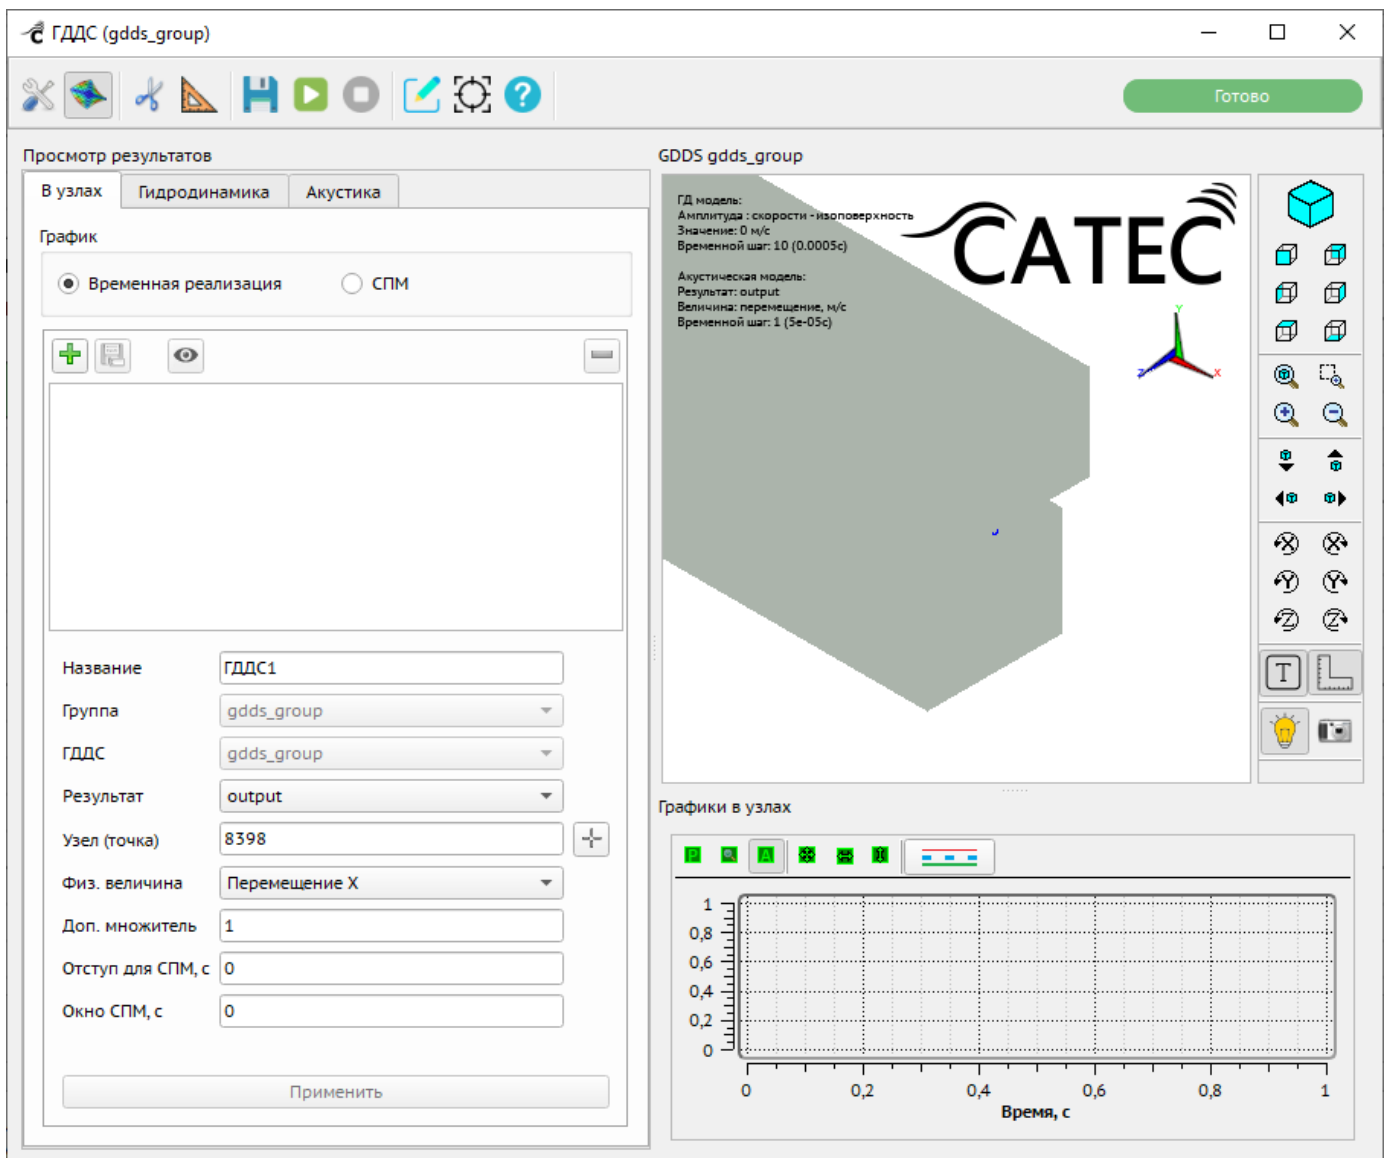 ГДДС (gdds_group)
Готово
Просмотр результатов
В узлах
Гидродинамика
Акустика
График
Временная реализация
СПМ
Название
ГДДС1
Группа
gdds_group
ГДДС
gdds_group
Результат
output
Узел (точка)
8398
Физ. величина
Перемещение X
Доп. множитель
1
Отступ для СПМ, с
0
Окно СПМ, с
0
Применить
GDDS gdds_group
ГД модель:
Амплитуда : скорости - изоповерхность
Значение: 0 м/с
Временной шаг: 10 (0.0005с)
Акустическая модель:
Результат: output
Величина: перемещение, м/с
Временной шаг: 1 (5e-05с)
CATEC
Y
Z
X
X
X
Y
Y
Z
Z
T
Графики в узлах
P
A
1
0,8
0,6
0,4
0,2
0
0
0,2
0,4
0,6
0,8
1
Время, с